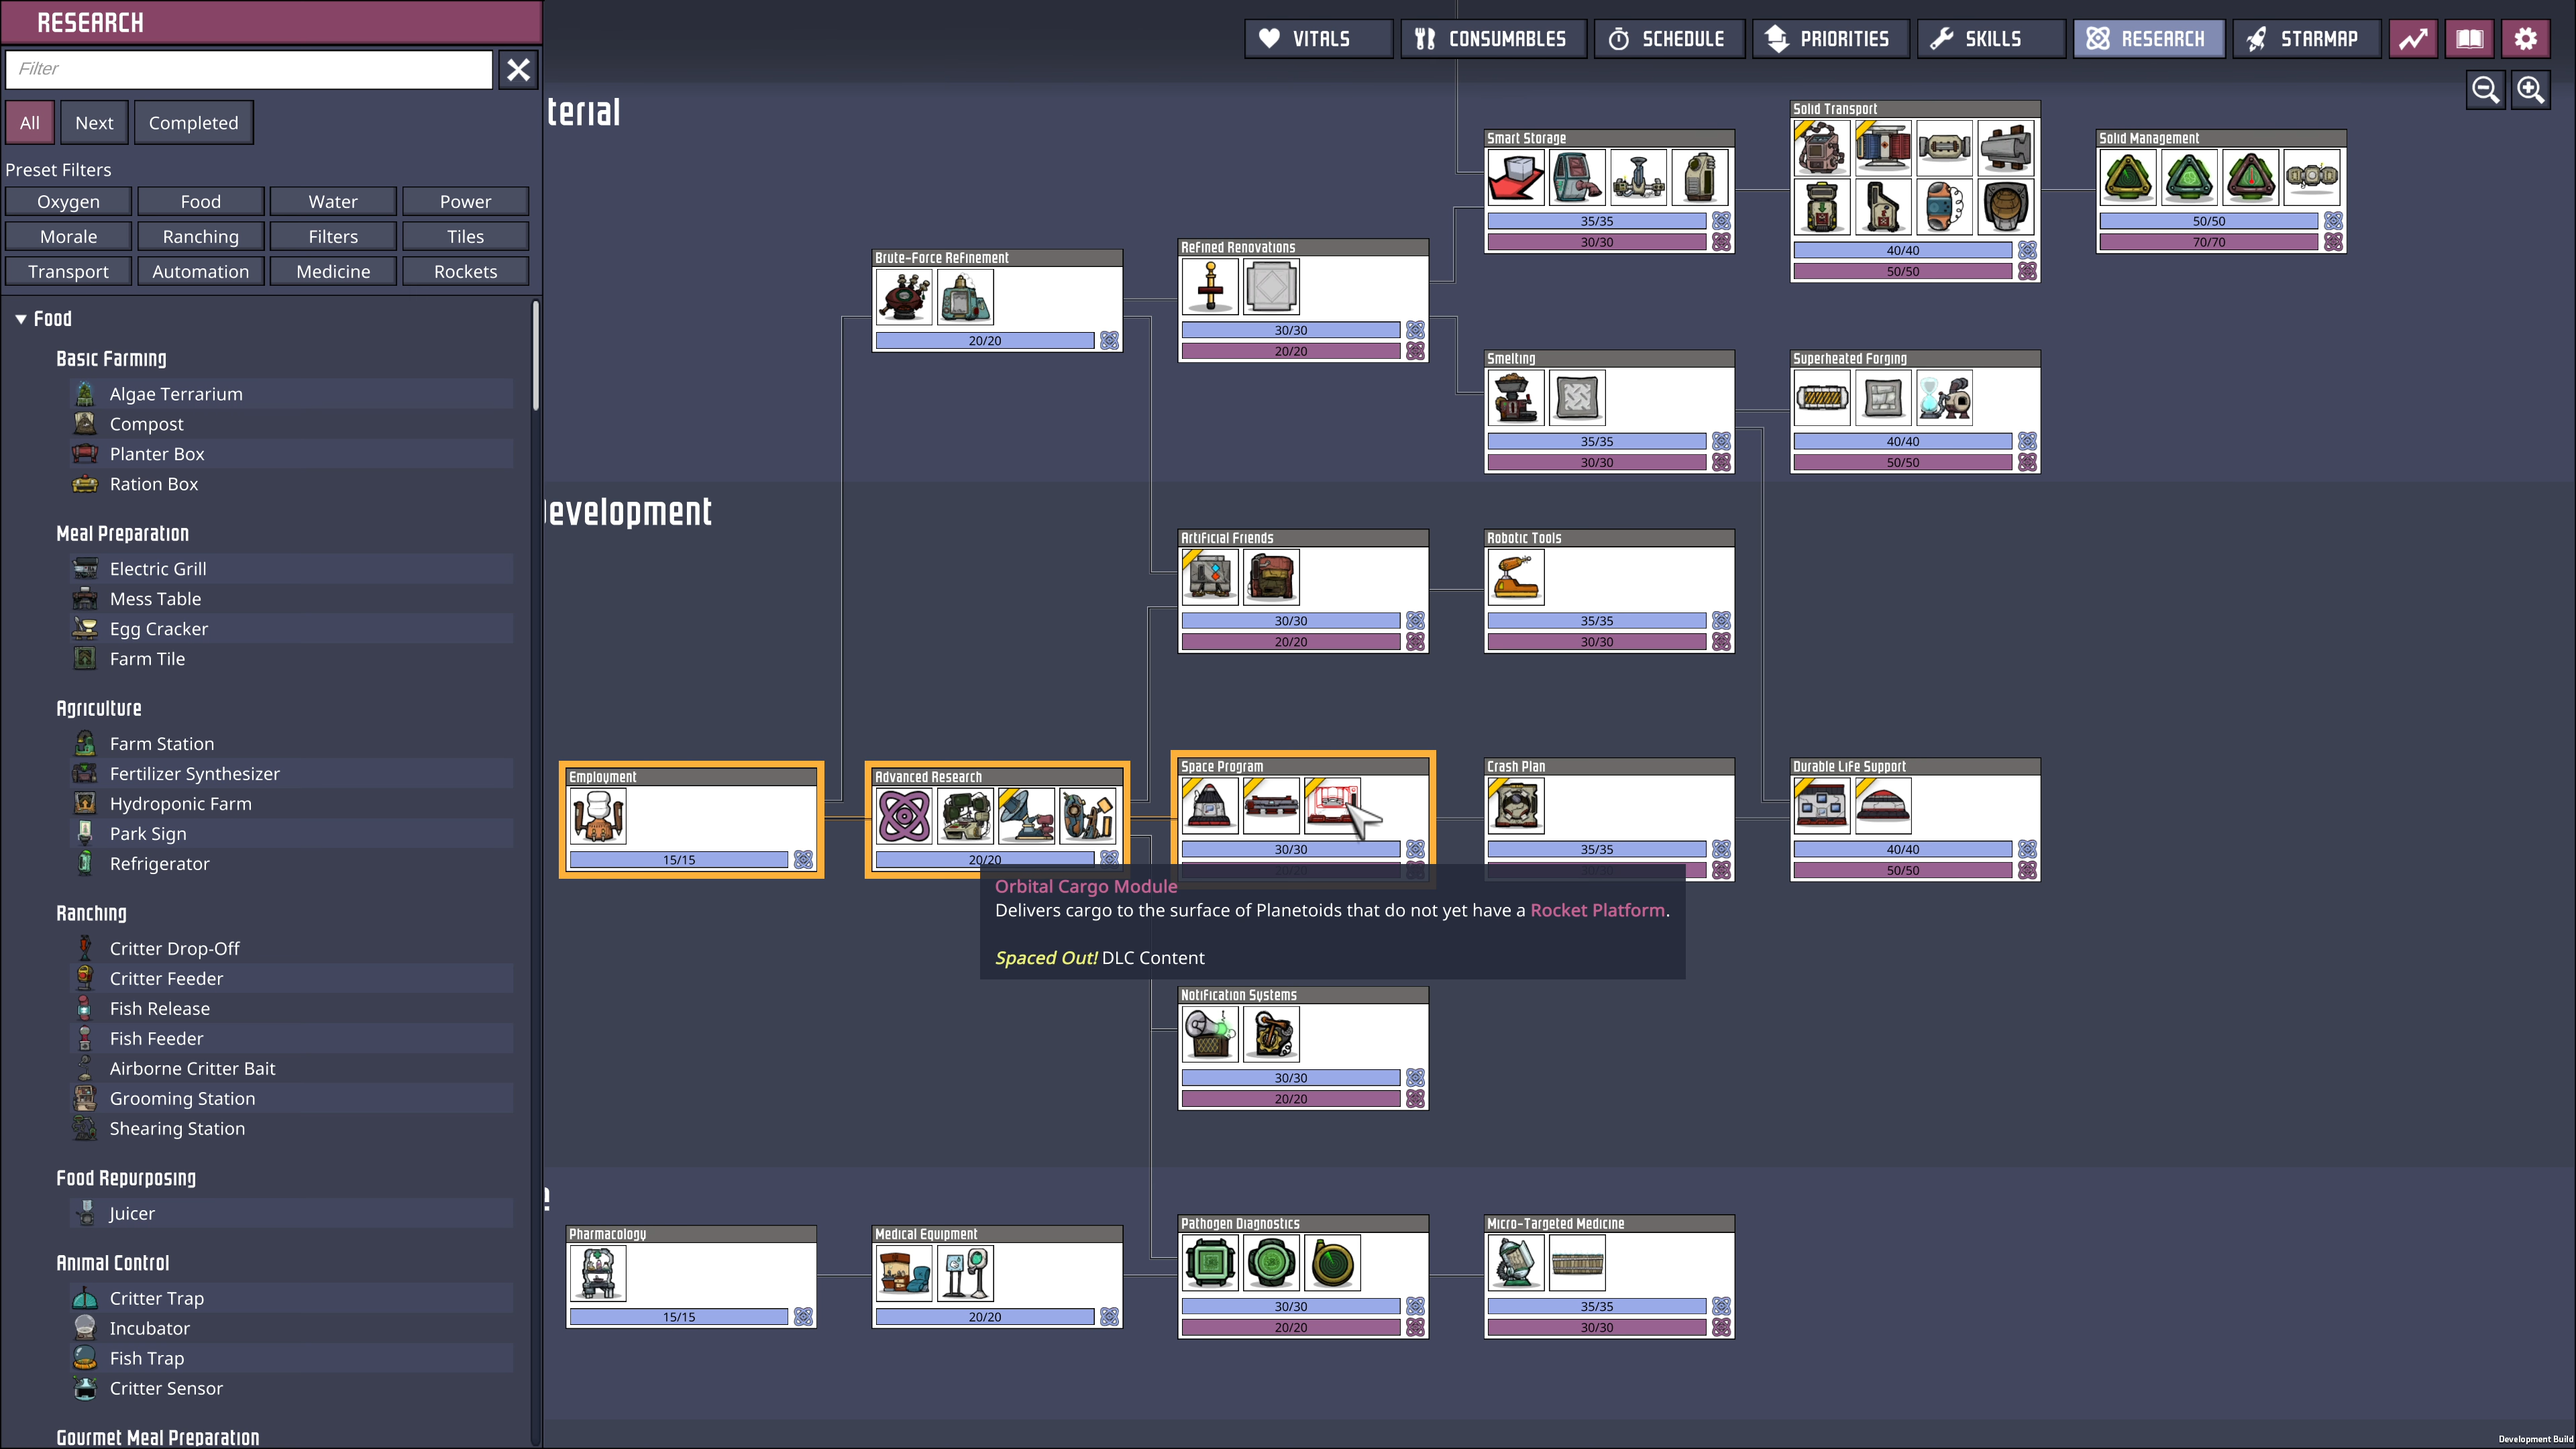 RESEARCH
VITALS
CONSUMABLES
SCHEDULE
PRIORITIES
SKILLS
RESEARCH
STARMAP
Filter
All
Next
Completed
Preset Filters
Oxygen
Food
Water
Power
Morale
Ranching
Filters
Tiles
Transport
Automation
Medicine
Rockets
Food
Basic Farming
Algae Terrarium
Compost
Planter Box
Ration Box
Meal Preparation
Electric Grill
Mess Table
Egg Cracker
Farm Tile
Agriculture
Farm Station
Fertilizer Synthesizer
Hydroponic Farm
Park Sign
Refrigerator
Ranching
Critter Drop-Off
Critter Feeder
Fish Release
Fish Feeder
Airborne Critter Bait
Grooming Station
Shearing Station
Food Repurposing
Juicer
Animal Control
Critter Trap
Incubator
Fish Trap
Critter Sensor
Gourmet Meal Preparation
terial
Smart Storage
35/35
30/30
Solid Transport
40/40
50/50
Solid Management
50/50
70/70
Brute-Force Refinement
20/20
Refined Renovations
30/30
20/20
Smelting
35/35
30/30
Superheated Forging
40/40
50/50
evelopment
Artificial Friends
30/30
20/20
Robotic Tools
35/35
30/30
Employment
15/15
Advanced Research
20/20
Space Program
30/30
20/20
Crash Plan
35/35
30/30
Durable Life Support
40/40
50/50
Orbital Cargo Module
Delivers cargo to the surface of Planetoids that do not yet have a Rocket Platform.
Spaced Out! DLC Content
Notification Systems
30/30
20/20
Pharmacology
15/15
Medical Equipment
20/20
Pathogen Diagnostics
30/30
20/20
Micro-Targeted Medicine
35/35
30/30
Development Build